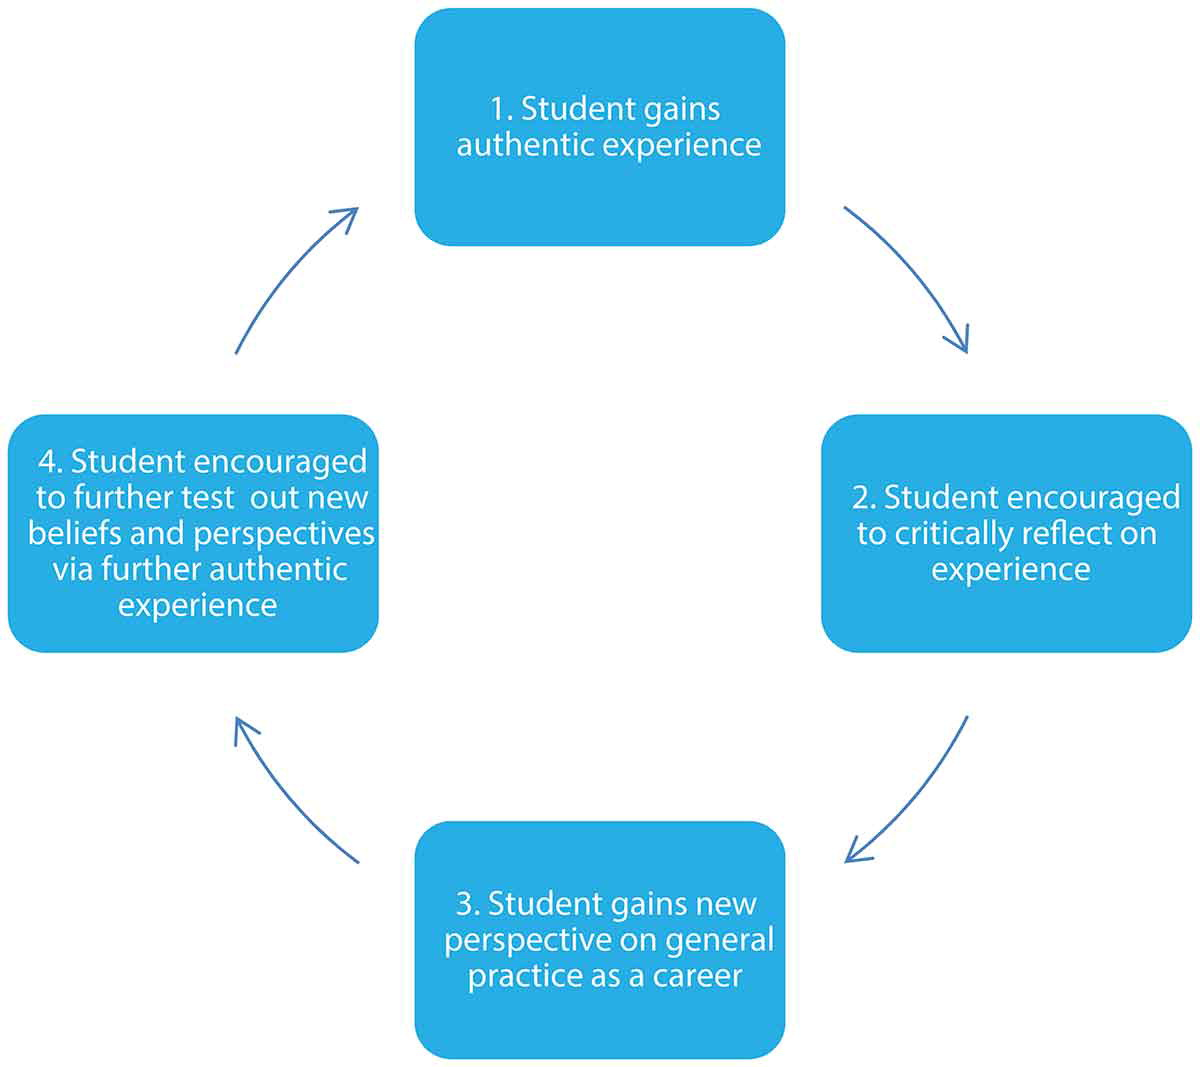 1. Student gains
authentic experience
2. Student encouraged
to critically reflect on
experience
3. Student gains new
perspective on general
practice as a career
4. Student encouraged
to further test  out new
beliefs and perspectives
via further authentic
experience